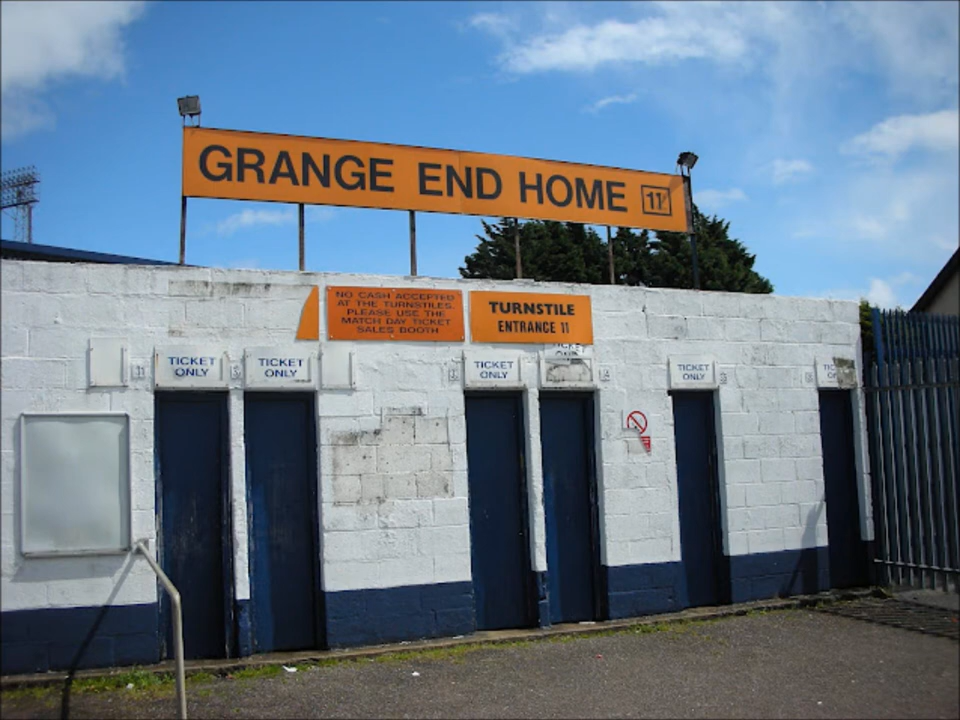 GRANGE END HOME 11
NO CASH ACCEPTED
AT THE TURNSTILES.
PLEASE USE THE
MATCH DAY TICKET
SALES BOOTH
TURNSTILE
ENTRANCE 11
TICKET
ONLY
TICKET
ONLY
TICKET
ONLY
TICKET
TICKET
ONLY